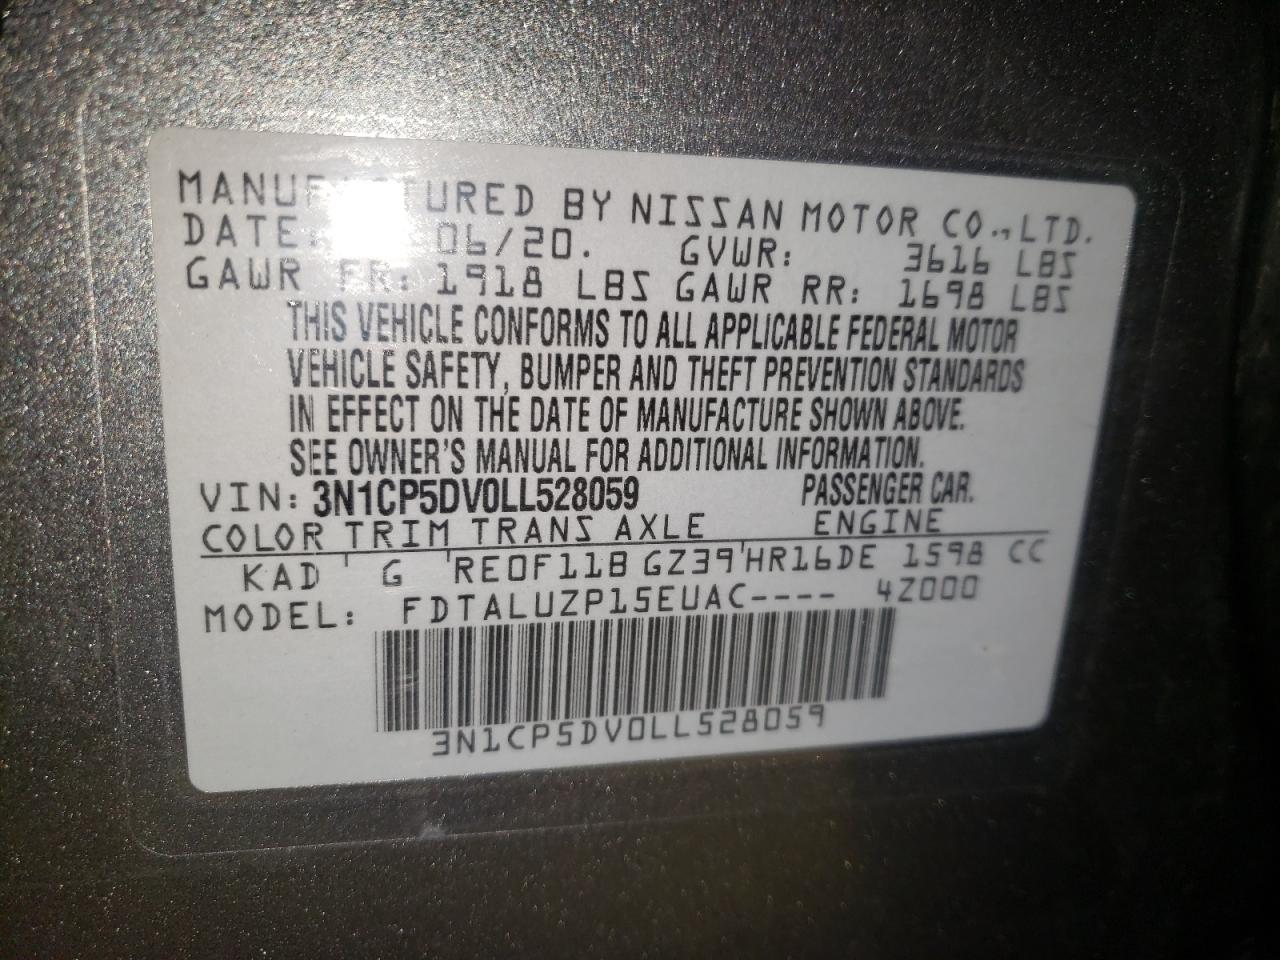 MANUFACTURED BY NISSAN MOTOR CO., LTD.
DATE: 06/20. GVWR: 3616 LBS
GAWR FR: 1918 LBS GAWR RR: 1698 LBS
THIS VEHICLE CONFORMS TO ALL APPLICABLE FEDERAL MOTOR
VEHICLE SAFETY, BUMPER AND THEFT PREVENTION STANDARDS
IN EFFECT ON THE DATE OF MANUFACTURE SHOWN ABOVE.
SEE OWNER'S MANUAL FOR ADDITIONAL INFORMATION.
VIN: 3N1CP5DV0LL528059 PASSENGER CAR.
COLOR TRIM TRANS AXLE ENGINE
KAD G RE0F11B GZ39 HR16DE 1598 CC
MODEL: FDTALUZP15EUAC---- 4Z000
3N1CP5DV0LL528059